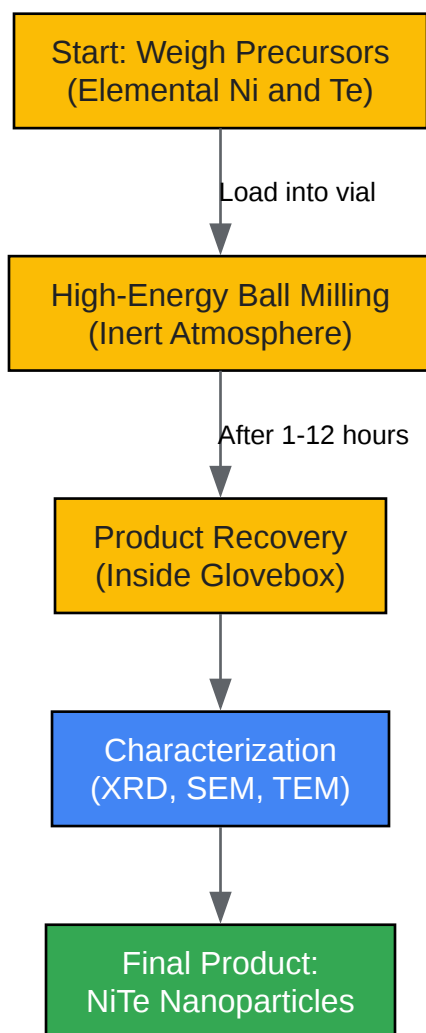 Start: Weigh Precursors
(Elemental Ni and Te)
Load into vial
High-Energy Ball Milling
(Inert Atmosphere)
After 1-12 hours
Product Recovery
(Inside Glovebox)
Characterization
(XRD, SEM, TEM)
Final Product:
NiTe Nanoparticles